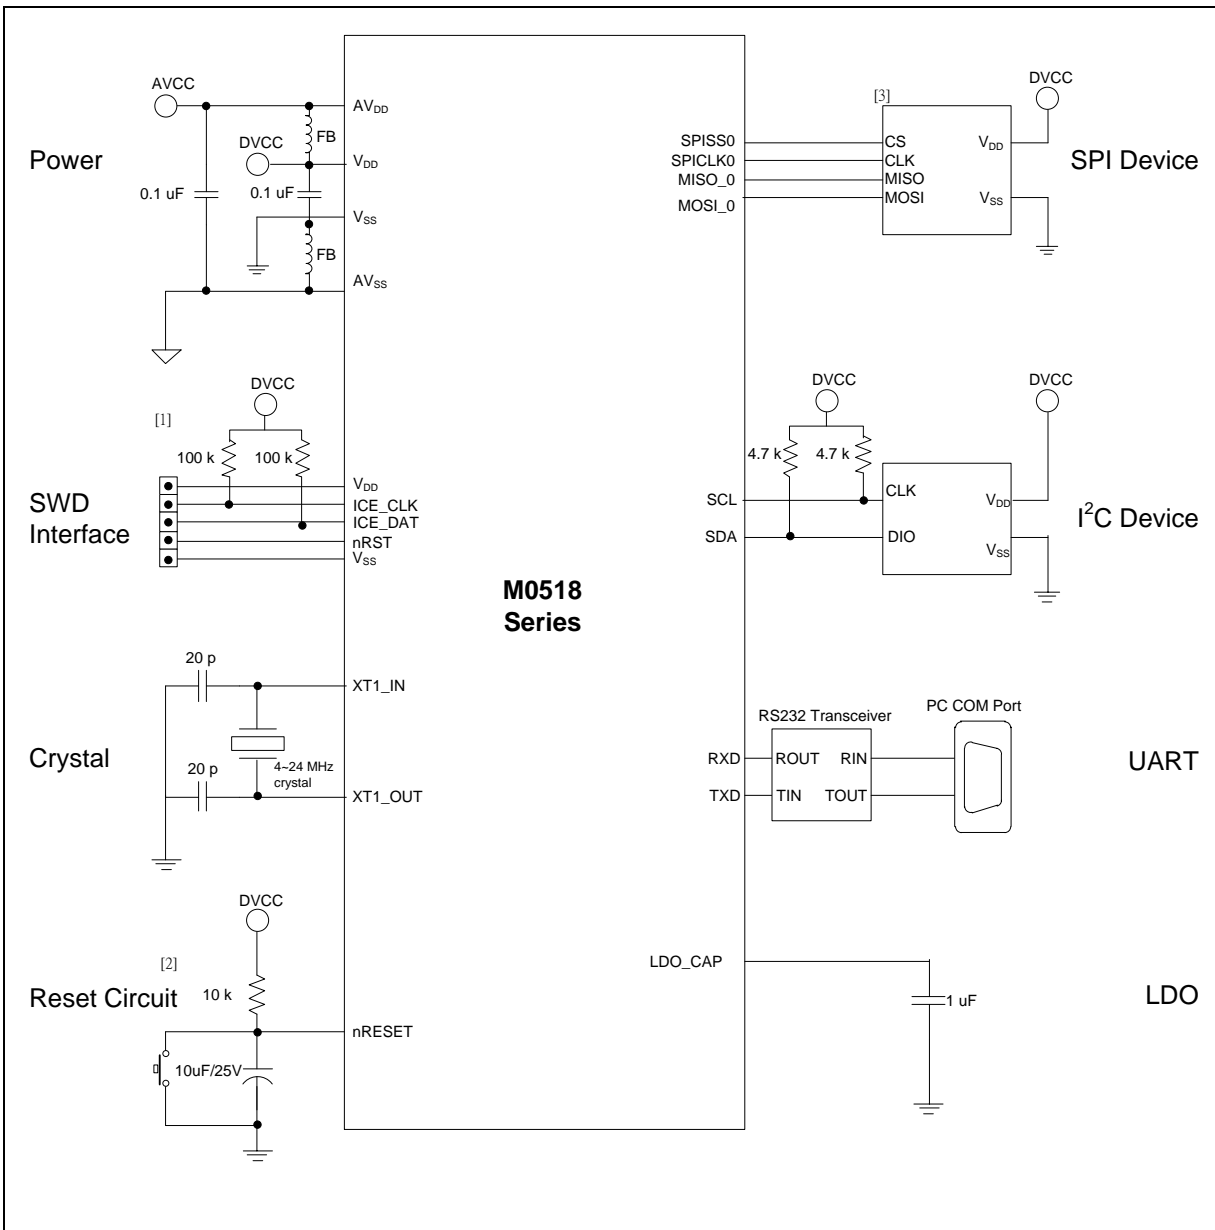 Power
AVCC
AVDD
FB
DVCC
VDD
0.1 uF
0.1 uF
VSS
FB
AVSS
SWD
Interface
[1]
DVCC
100 k
100 k
VDD
ICE_CLK
ICE_DAT
nRST
VSS
Crystal
20 p
XT1_IN
4~24 MHz
crystal
20 p
XT1_OUT
Reset Circuit
[2]
DVCC
10 k
nRESET
10uF/25V
M0518
Series
SPISS0
SPICLK0
MISO_0
MOSI_0
[3]
CS
CLK
MISO
MOSI
VDD
VSS
DVCC
SPI Device
DVCC
4.7 k
4.7 k
SCL
SDA
CLK
DIO
VDD
VSS
DVCC
I2C Device
RS232 Transceiver
PC COM Port
RXD
ROUT
RIN
TXD
TIN
TOUT
UART
LDO_CAP
1 uF
LDO